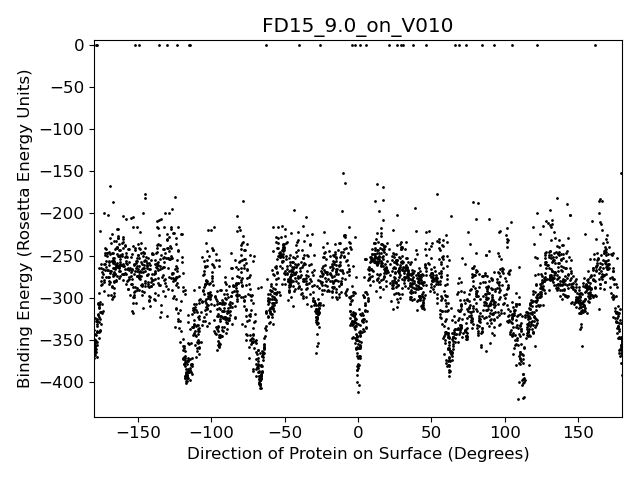 FD15_9.0_on_V010
Binding Energy (Rosetta Energy Units)
0
−50
−100
−150
−200
−250
−300
−350
−400
−150 −100 −50 0 50 100 150
Direction of Protein on Surface (Degrees)